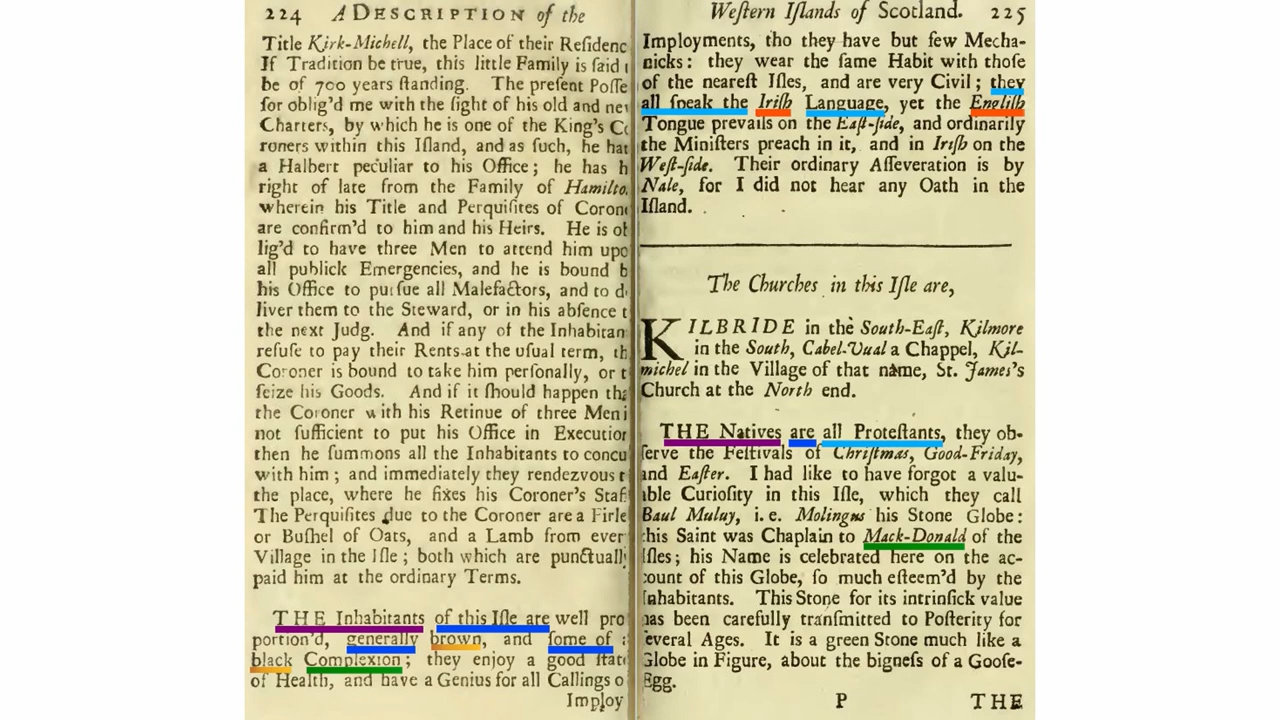 224 A DESCRIPTION of the
Title Kirk-Michell, the Place of their Reſidenc
If Tradition be true, this little Family is ſaid
be of 700 years ſtanding. The preſent Poſſe
ſor oblig'd me with the ſight of his old and ne
Charters, by which he is one of the King's C
roners within this Iſland, and as ſuch, he hat
a Halbert peculiar to his Office; he has h
right of late from the Family of Hamilto
wherein his Title and Perquiſites of Coron
are confirm'd to him and his Heirs. He is ob
lig'd to have three Men to attend him upo
all publick Emergencies, and he is bound b
his Office to purſue all Malefactors, and to d
liver them to the Steward, or in his abſence t
the next Judg. And if any of the Inhabitan
refuſe to pay their Rents at the uſual term, th
Coroner is bound to take him perſonally, or t
ſeize his Goods. And if it ſhould happen tha
the Coroner with his Retinue of three Men i
not ſufficient to put his Office in Execution
then he ſummons all the Inhabitants to concu
with him; and immediately they rendezvous t
the place, where he fixes his Coroner's Staf
The Perquiſites due to the Coroner are a Firle
or Buſhel of Oats, and a Lamb from ever
Village in the Iſle; both which are punctually
paid him at the ordinary Terms.
THE Inhabitants of this Iſle are well pro
portion'd, generally brown, and ſome of
black Complexion; they enjoy a good ſtate
of Health, and have a Genius for all Callings o
Imploy
Weſtern Iſlands of Scotland. 225
Imployments, tho they have but few Mecha-
nicks: they wear the ſame Habit with thoſe
of the neareſt Iſles, and are very Civil; they
all ſpeak the Iriſh Language, yet the Engliſh
Tongue prevails on the Eaſt-ſide, and ordinarily
the Miniſters preach in it, and in Iriſh on the
Weſt-ſide. Their ordinary Aſſeveration is by
Nale, for I did not hear any Oath in the
Iſland.
The Churches in this Iſle are,
KILBRIDE in the South-Eaſt, Kilmore
in the South, Cabel-Vual a Chappel, Kil-
michel in the Village of that name, St. James's
Church at the North end.
THE Natives are all Proteſtants, they ob-
ſerve the Feſtivals of Chriſtmas, Good-Friday,
and Eaſter. I had like to have forgot a valu-
able Curioſity in this Iſle, which they call
Baul Muluy, i. e. Molingus his Stone Globe:
this Saint was Chaplain to Mack-Donald of the
Iſles; his Name is celebrated here on the ac-
count of this Globe, ſo much eſteem'd by the
Inhabitants. This Stone for its intrinſick value
has been carefully tranſmitted to Poſterity for
ſeveral Ages. It is a green Stone much like a
Globe in Figure, about the bigneſs of a Gooſe-
Egg.
P THE